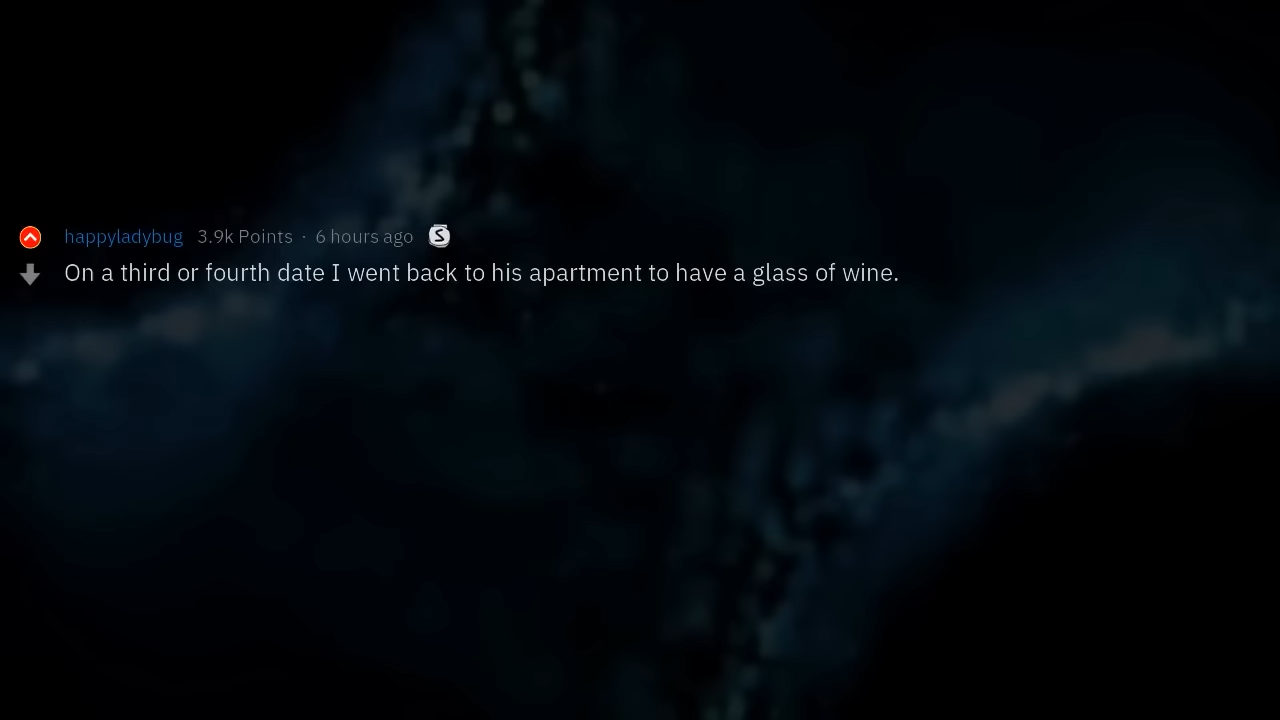 happyladybug 3.9k Points · 6 hours ago S
On a third or fourth date I went back to his apartment to have a glass of wine.